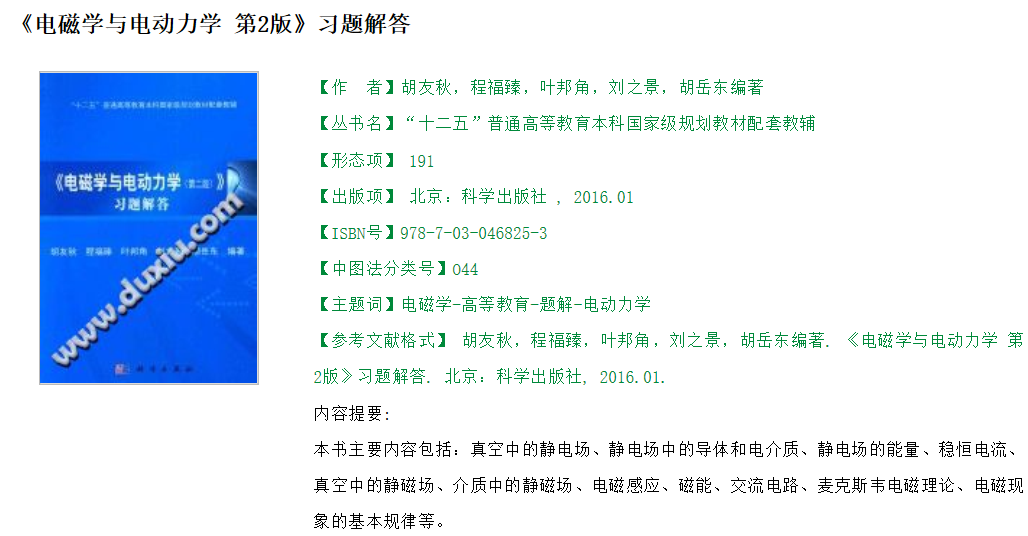 《电磁学与电动力学 第2版》习题解答
“十二五”普通高等教育本科国家级规划教材配套教辅
《电磁学与电动力学（第二版）》
习题解答
胡友秋 程福臻 叶邦角 编著
www.duxiu.com
科学出版社
【作 者】胡友秋，程福臻，叶邦角，刘之景，胡岳东编著
【丛书名】“十二五”普通高等教育本科国家级规划教材配套教辅
【形态项】 191
【出版项】 北京：科学出版社 , 2016.01
【ISBN号】978-7-03-046825-3
【中图法分类号】O44
【主题词】电磁学-高等教育-题解-电动力学
【参考文献格式】 胡友秋，程福臻，叶邦角，刘之景，胡岳东编著. 《电磁学与电动力学 第
2版》习题解答. 北京：科学出版社, 2016.01.
内容提要:
本书主要内容包括：真空中的静电场、静电场中的导体和电介质、静电场的能量、稳恒电流、
真空中的静磁场、介质中的静磁场、电磁感应、磁能、交流电路、麦克斯韦电磁理论、电磁现
象的基本规律等。